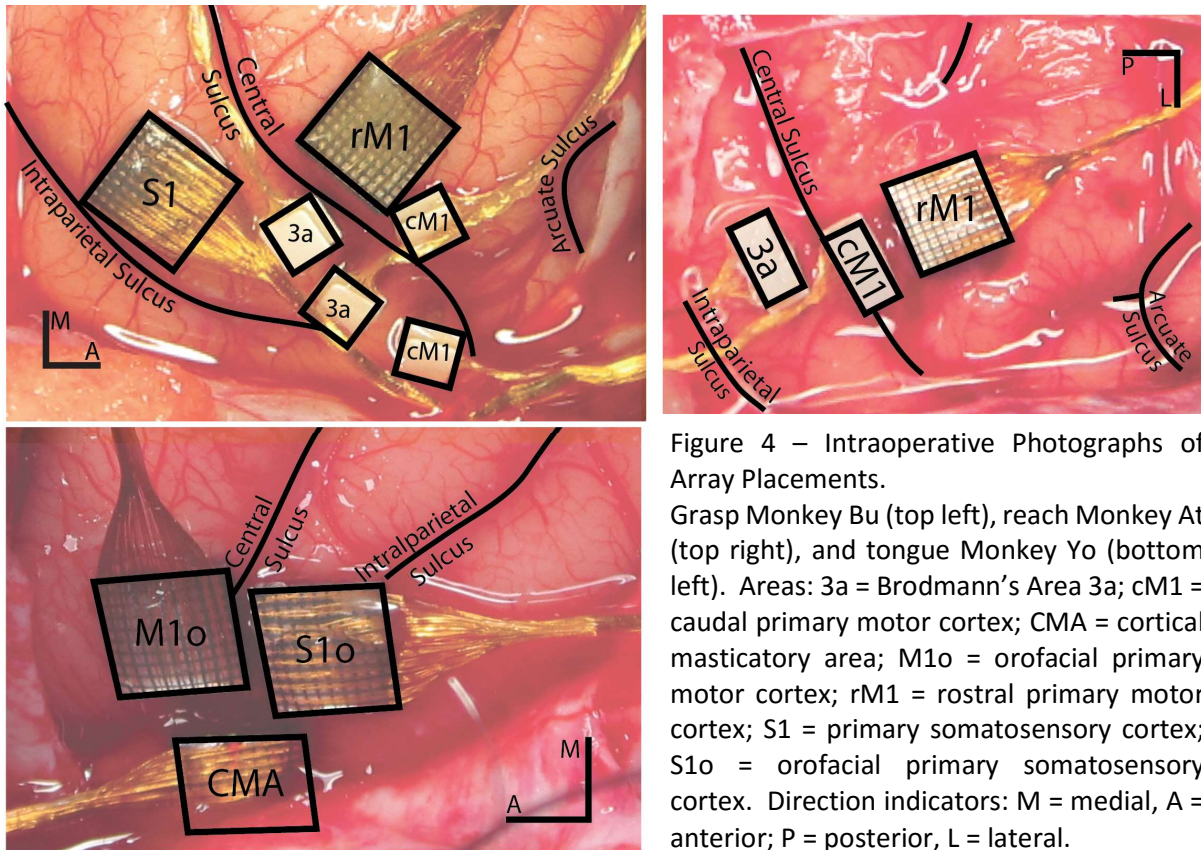 Central
Sulcus
rM1
Arcuate Sulcus
S1
3a
cM1
3a
cM1
Intraparietal Sulcus
M
A
Central Sulcus
P
L
rM1
3a
cM1
Intraparietal
Sulcus
Arcuate
Sulcus
Central
Sulcus
Intralparietal
Sulcus
M1o
S1o
CMA
M
A
Figure 4 – Intraoperative Photographs of
Array Placements.
Grasp Monkey Bu (top left), reach Monkey At
(top right), and tongue Monkey Yo (bottom
left). Areas: 3a = Brodmann's Area 3a; cM1 =
caudal primary motor cortex; CMA = cortical
masticatory area; M1o = orofacial primary
motor cortex; rM1 = rostral primary motor
cortex; S1 = primary somatosensory cortex;
S1o = orofacial primary somatosensory
cortex. Direction indicators: M = medial, A =
anterior; P = posterior, L = lateral.